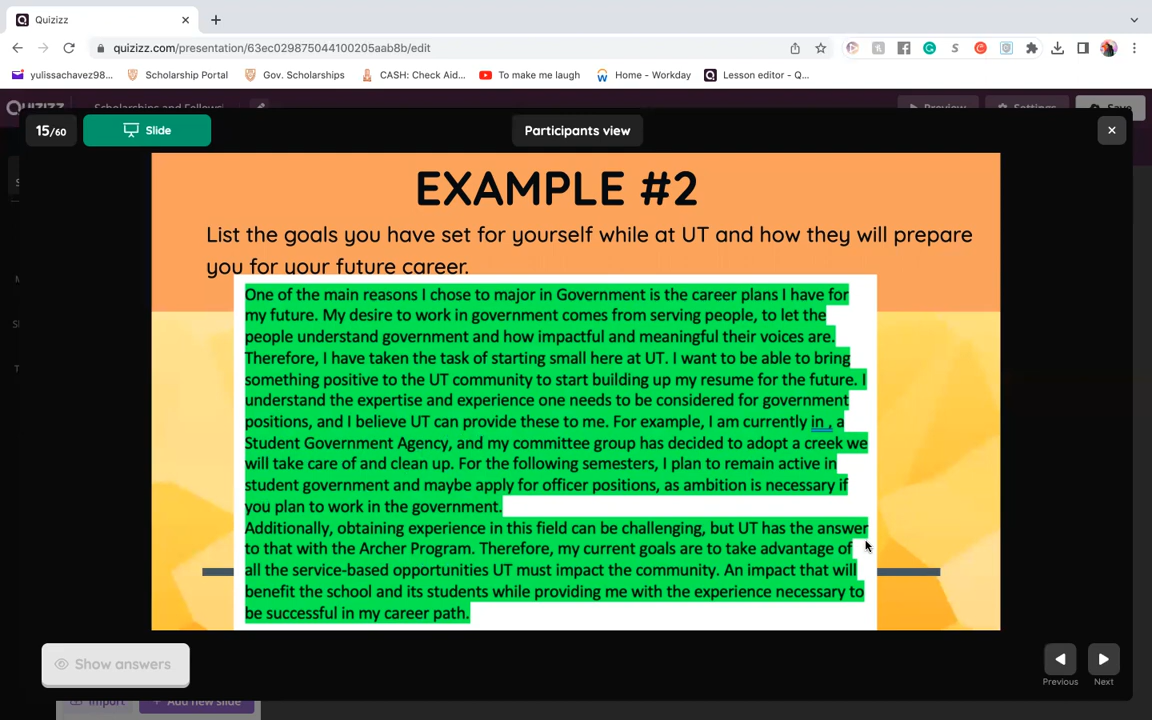 Quizizz
quizizz.com/presentation/63ec029875044100205aab8b/edit
yulissachavez98... Scholarship Portal Gov. Scholarships CASH: Check Aid... To make me laugh Home - Workday Lesson editor - Q...
QUIZIZZ Scholarships and Fellowsi Preview Settings Save
15/60 Slide Participants view
EXAMPLE #2
List the goals you have set for yourself while at UT and how they will prepare
you for your future career.
One of the main reasons I chose to major in Government is the career plans I have for
my future. My desire to work in government comes from serving people, to let the
people understand government and how impactful and meaningful their voices are.
Therefore, I have taken the task of starting small here at UT. I want to be able to bring
something positive to the UT community to start building up my resume for the future. I
understand the expertise and experience one needs to be considered for government
positions, and I believe UT can provide these to me. For example, I am currently in , a
Student Government Agency, and my committee group has decided to adopt a creek we
will take care of and clean up. For the following semesters, I plan to remain active in
student government and maybe apply for officer positions, as ambition is necessary if
you plan to work in the government.
Additionally, obtaining experience in this field can be challenging, but UT has the answer
to that with the Archer Program. Therefore, my current goals are to take advantage of
all the service-based opportunities UT must impact the community. An impact that will
benefit the school and its students while providing me with the experience necessary to
be successful in my career path.
Show answers
Previous Next
Import + Add new slide